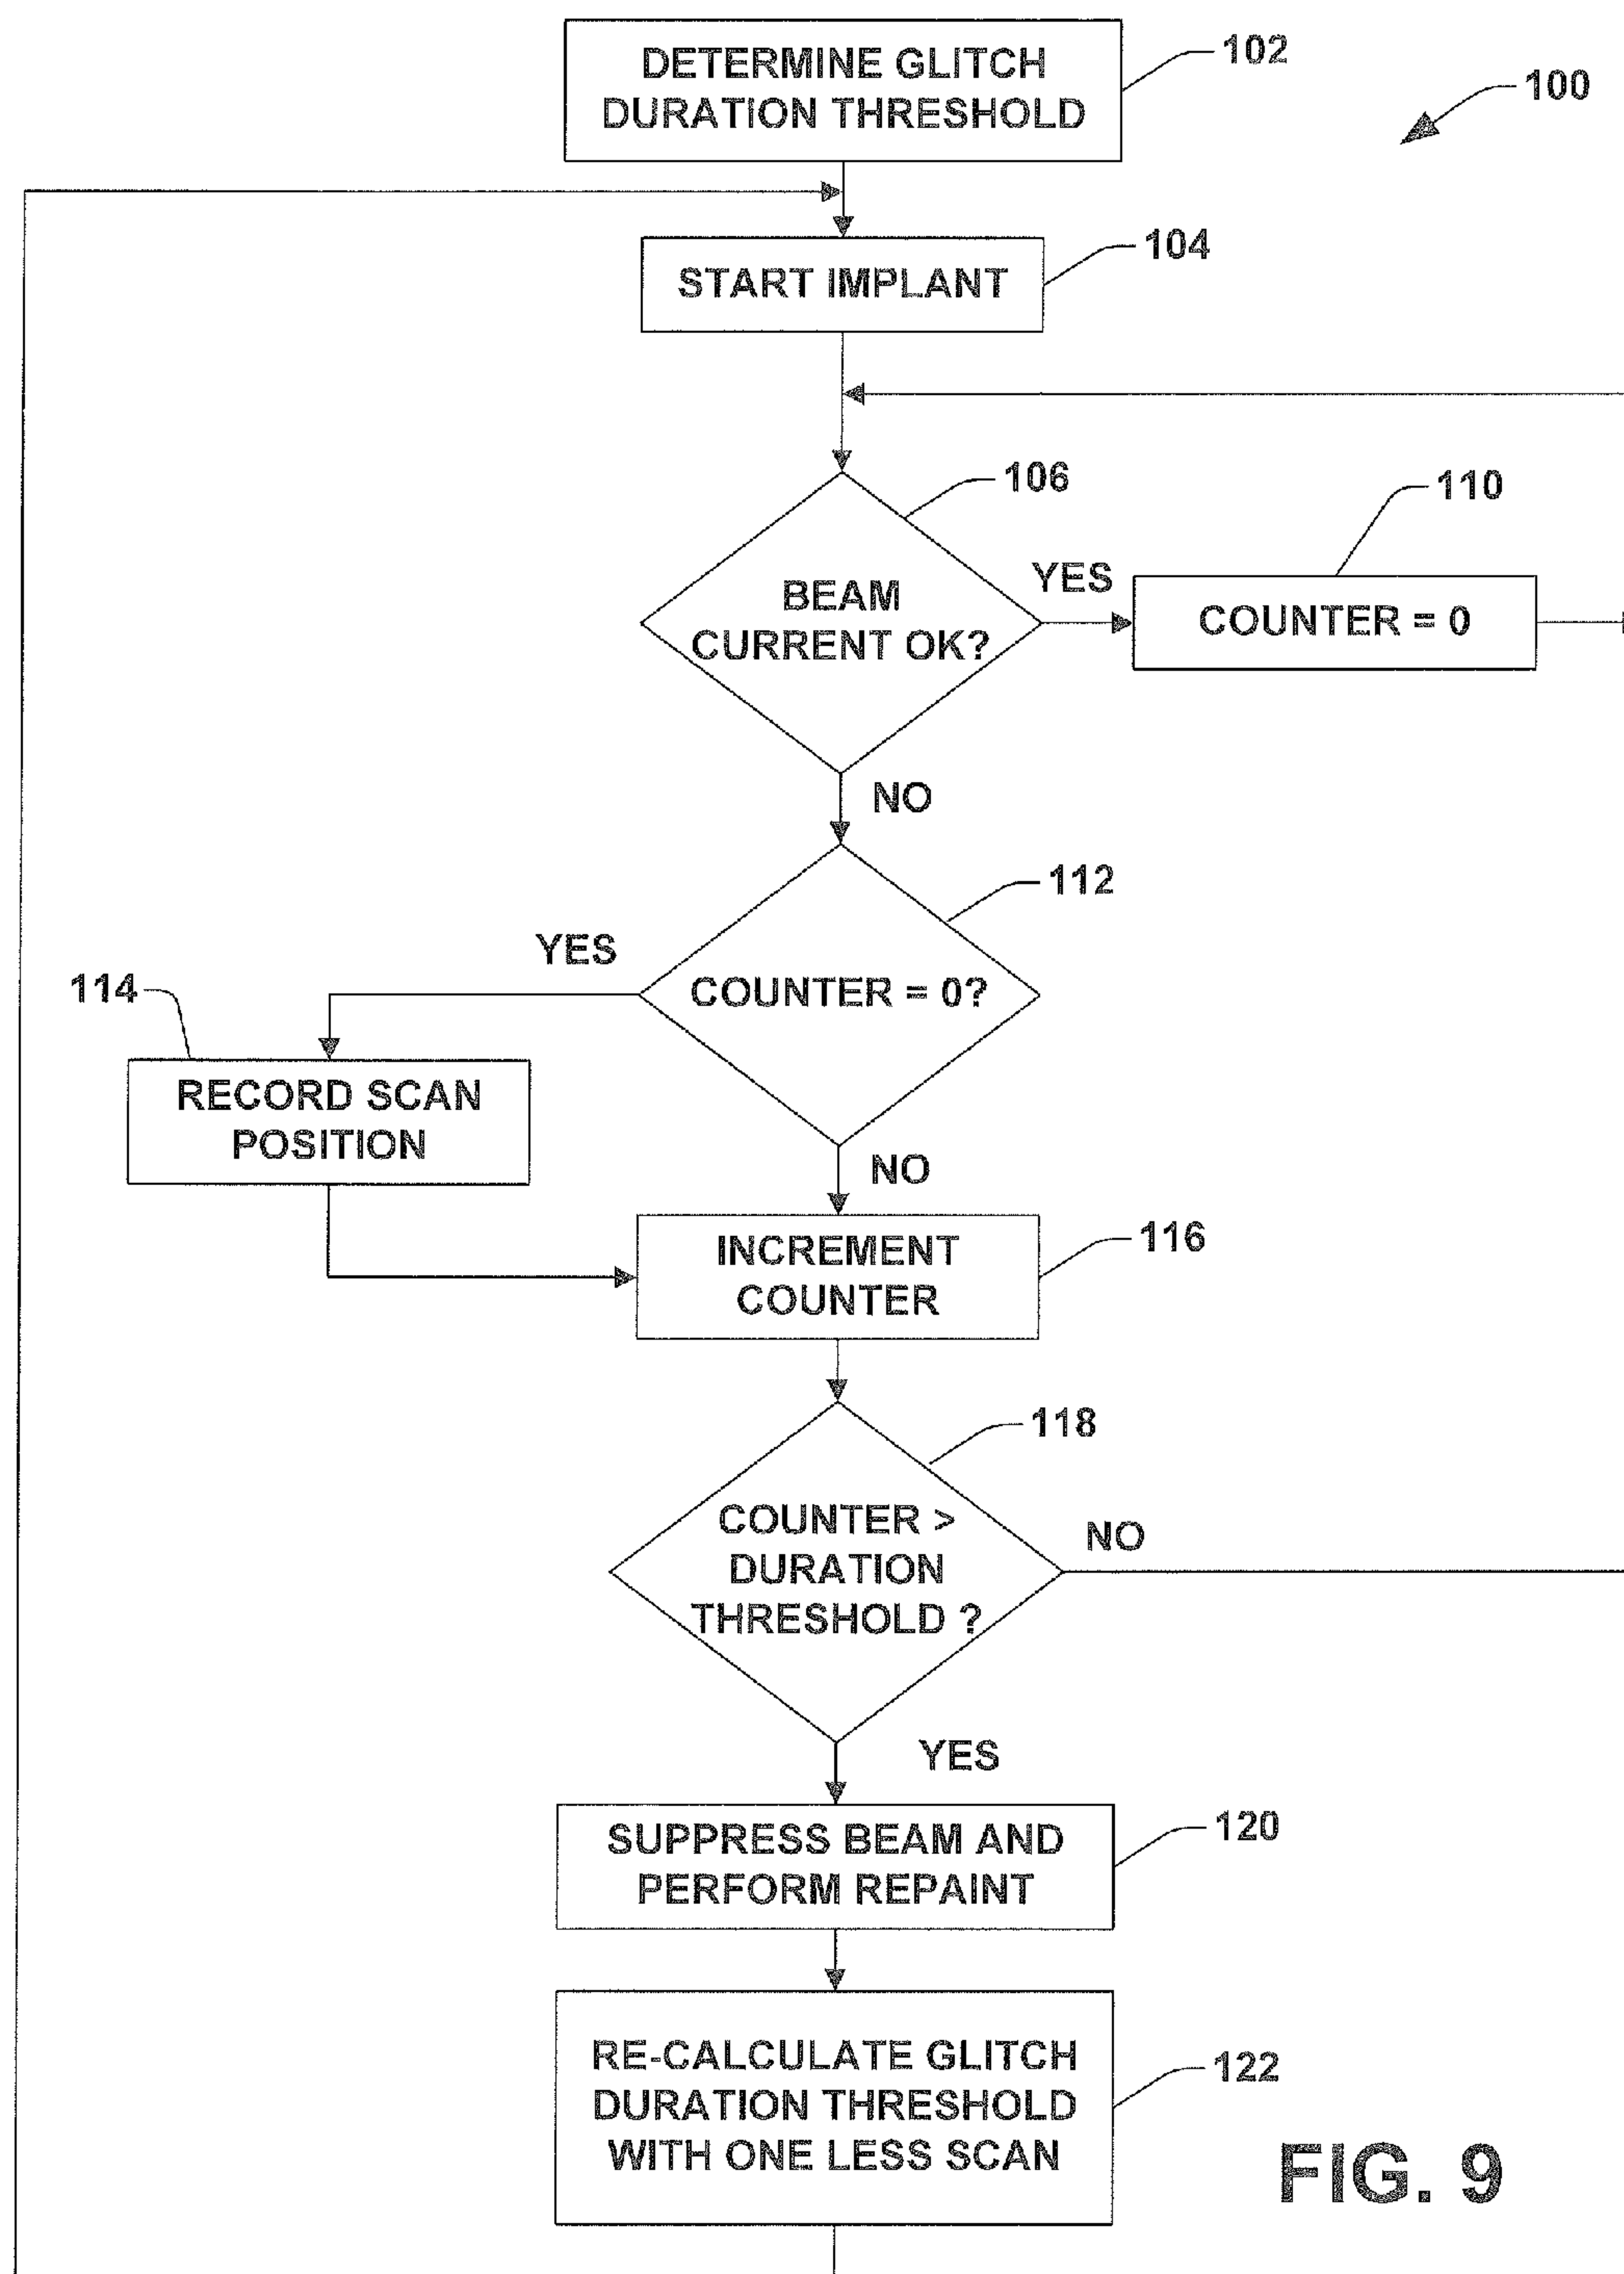 DETERMINE GLITCH
DURATION THRESHOLD
102
100
START IMPLANT
104
106
BEAM
CURRENT OK?
YES
110
COUNTER = 0
NO
112
COUNTER = 0?
YES
114
RECORD SCAN
POSITION
NO
INCREMENT
COUNTER
116
118
COUNTER >
DURATION
THRESHOLD ?
NO
YES
SUPPRESS BEAM AND
PERFORM REPAINT
120
RE-CALCULATE GLITCH
DURATION THRESHOLD
WITH ONE LESS SCAN
122
FIG. 9